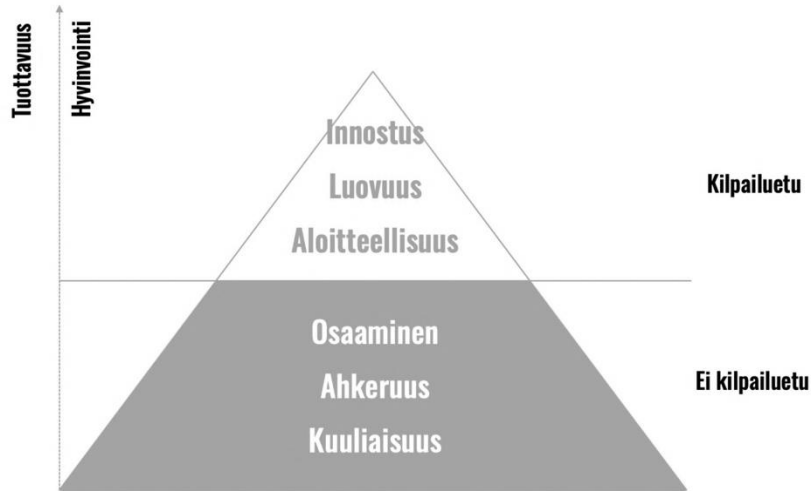 Tuottavuus
Hyvinvointi
Innostus
Luovuus
Aloitteellisuus
Kilpailuetu
Osaaminen
Ahkeruus
Kuuliaisuus
Ei kilpailuetu